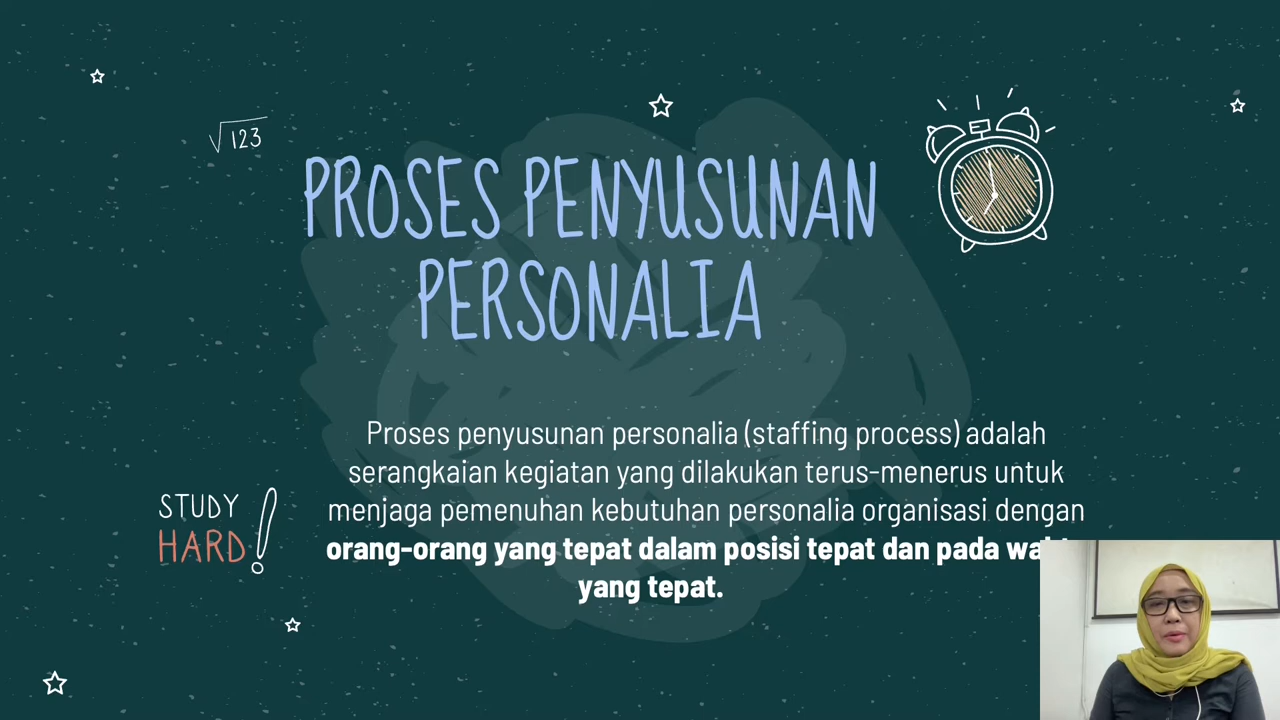 √123
PROSES PENYUSUNAN
PERSONALIA
Proses penyusunan personalia (staffing process) adalah
serangkaian kegiatan yang dilakukan terus-menerus untuk
menjaga pemenuhan kebutuhan personalia organisasi dengan
orang-orang yang tepat dalam posisi tepat dan pada
yang tepat.
STUDY
HARD!